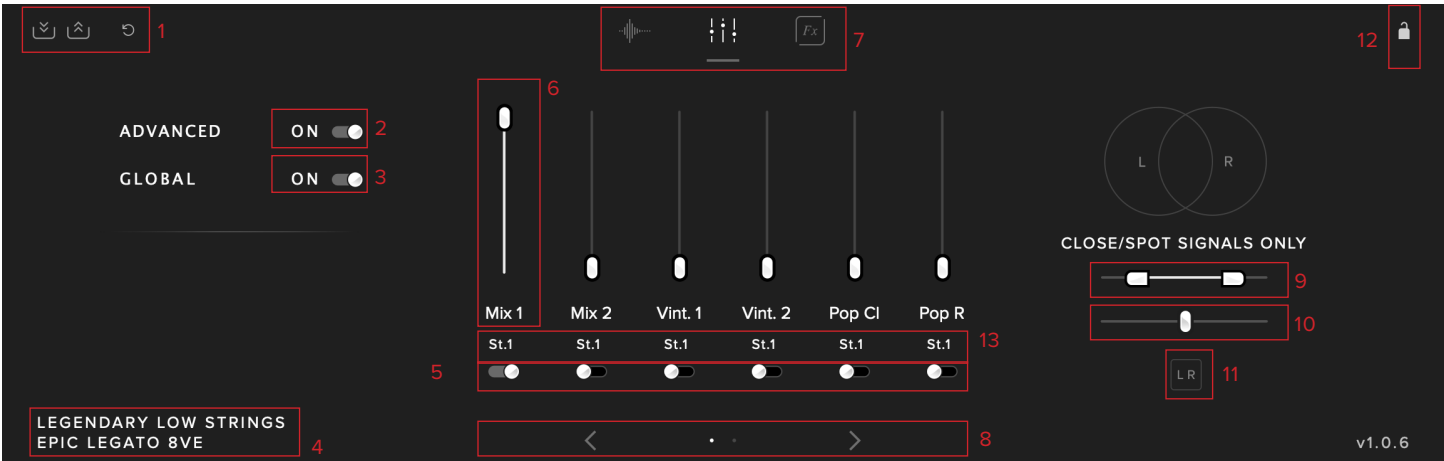 1
7
Fx
12
6
ADVANCED ON 2
GLOBAL ON 3
L R
CLOSE/SPOT SIGNALS ONLY
9
10
Mix 1 Mix 2 Vint. 1 Vint. 2 Pop Cl Pop R
St.1 St.1 St.1 St.1 St.1 St.1 13
5
LR 11
LEGENDARY LOW STRINGS
EPIC LEGATO 8VE 4
8
v1.0.6